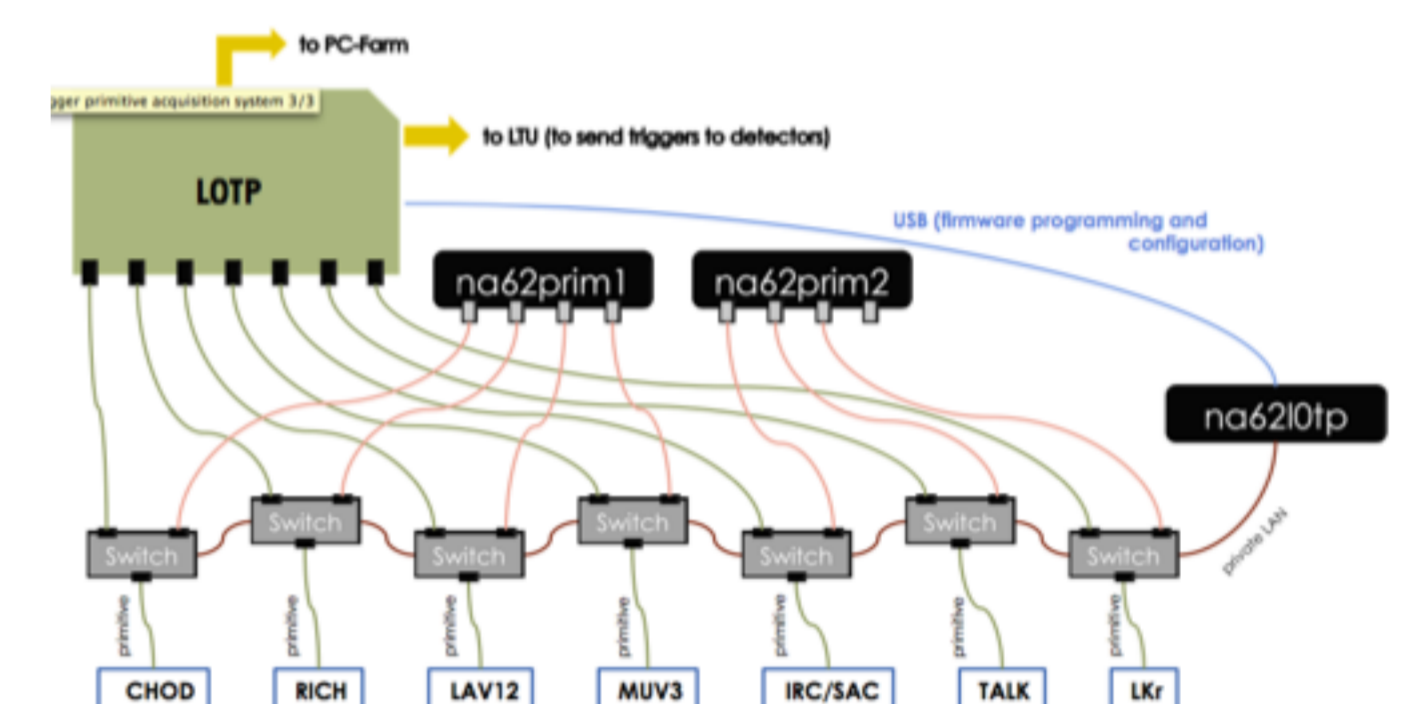 to PC-Farm
gger primitive acquisition system 3/3
to LTU (to send triggers to detectors)
L0TP
USB (firmware programming and
configuration)
na62prim1
na62prim2
na62l0tp
Switch
Switch
Switch
Switch
Switch
Switch
Switch
private LAN
primitive
primitive
primitive
primitive
primitive
primitive
primitive
CHOD
RICH
LAV12
MUV3
IRC/SAC
TALK
LKr